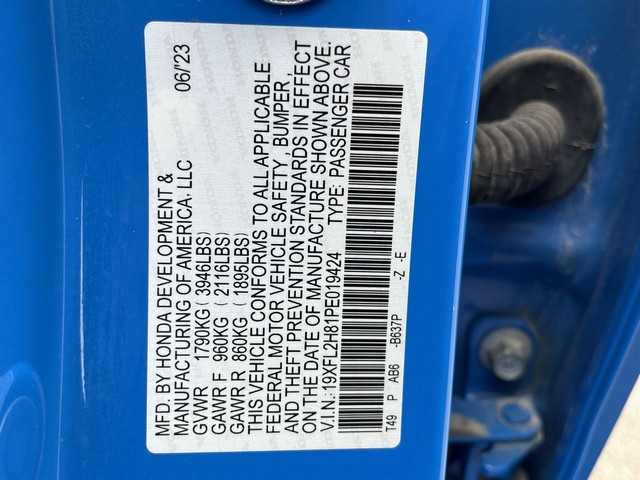 MFD. BY HONDA DEVELOPMENT &
MANUFACTURING OF AMERICA, LLC 06/'23
GVWR 1790KG ( 3946LBS)
GAWR F 960KG ( 2116LBS)
GAWR R 860KG ( 1895LBS)
THIS VEHICLE CONFORMS TO ALL APPLICABLE
FEDERAL MOTOR VEHICLE SAFETY , BUMPER ,
AND THEFT PREVENTION STANDARDS IN EFFECT
ON THE DATE OF MANUFACTURE SHOWN ABOVE.
V.I.N.:19XFL2H81PE019424 TYPE: PASSENGER CAR
T49 P AB6 -B637P -Z -E